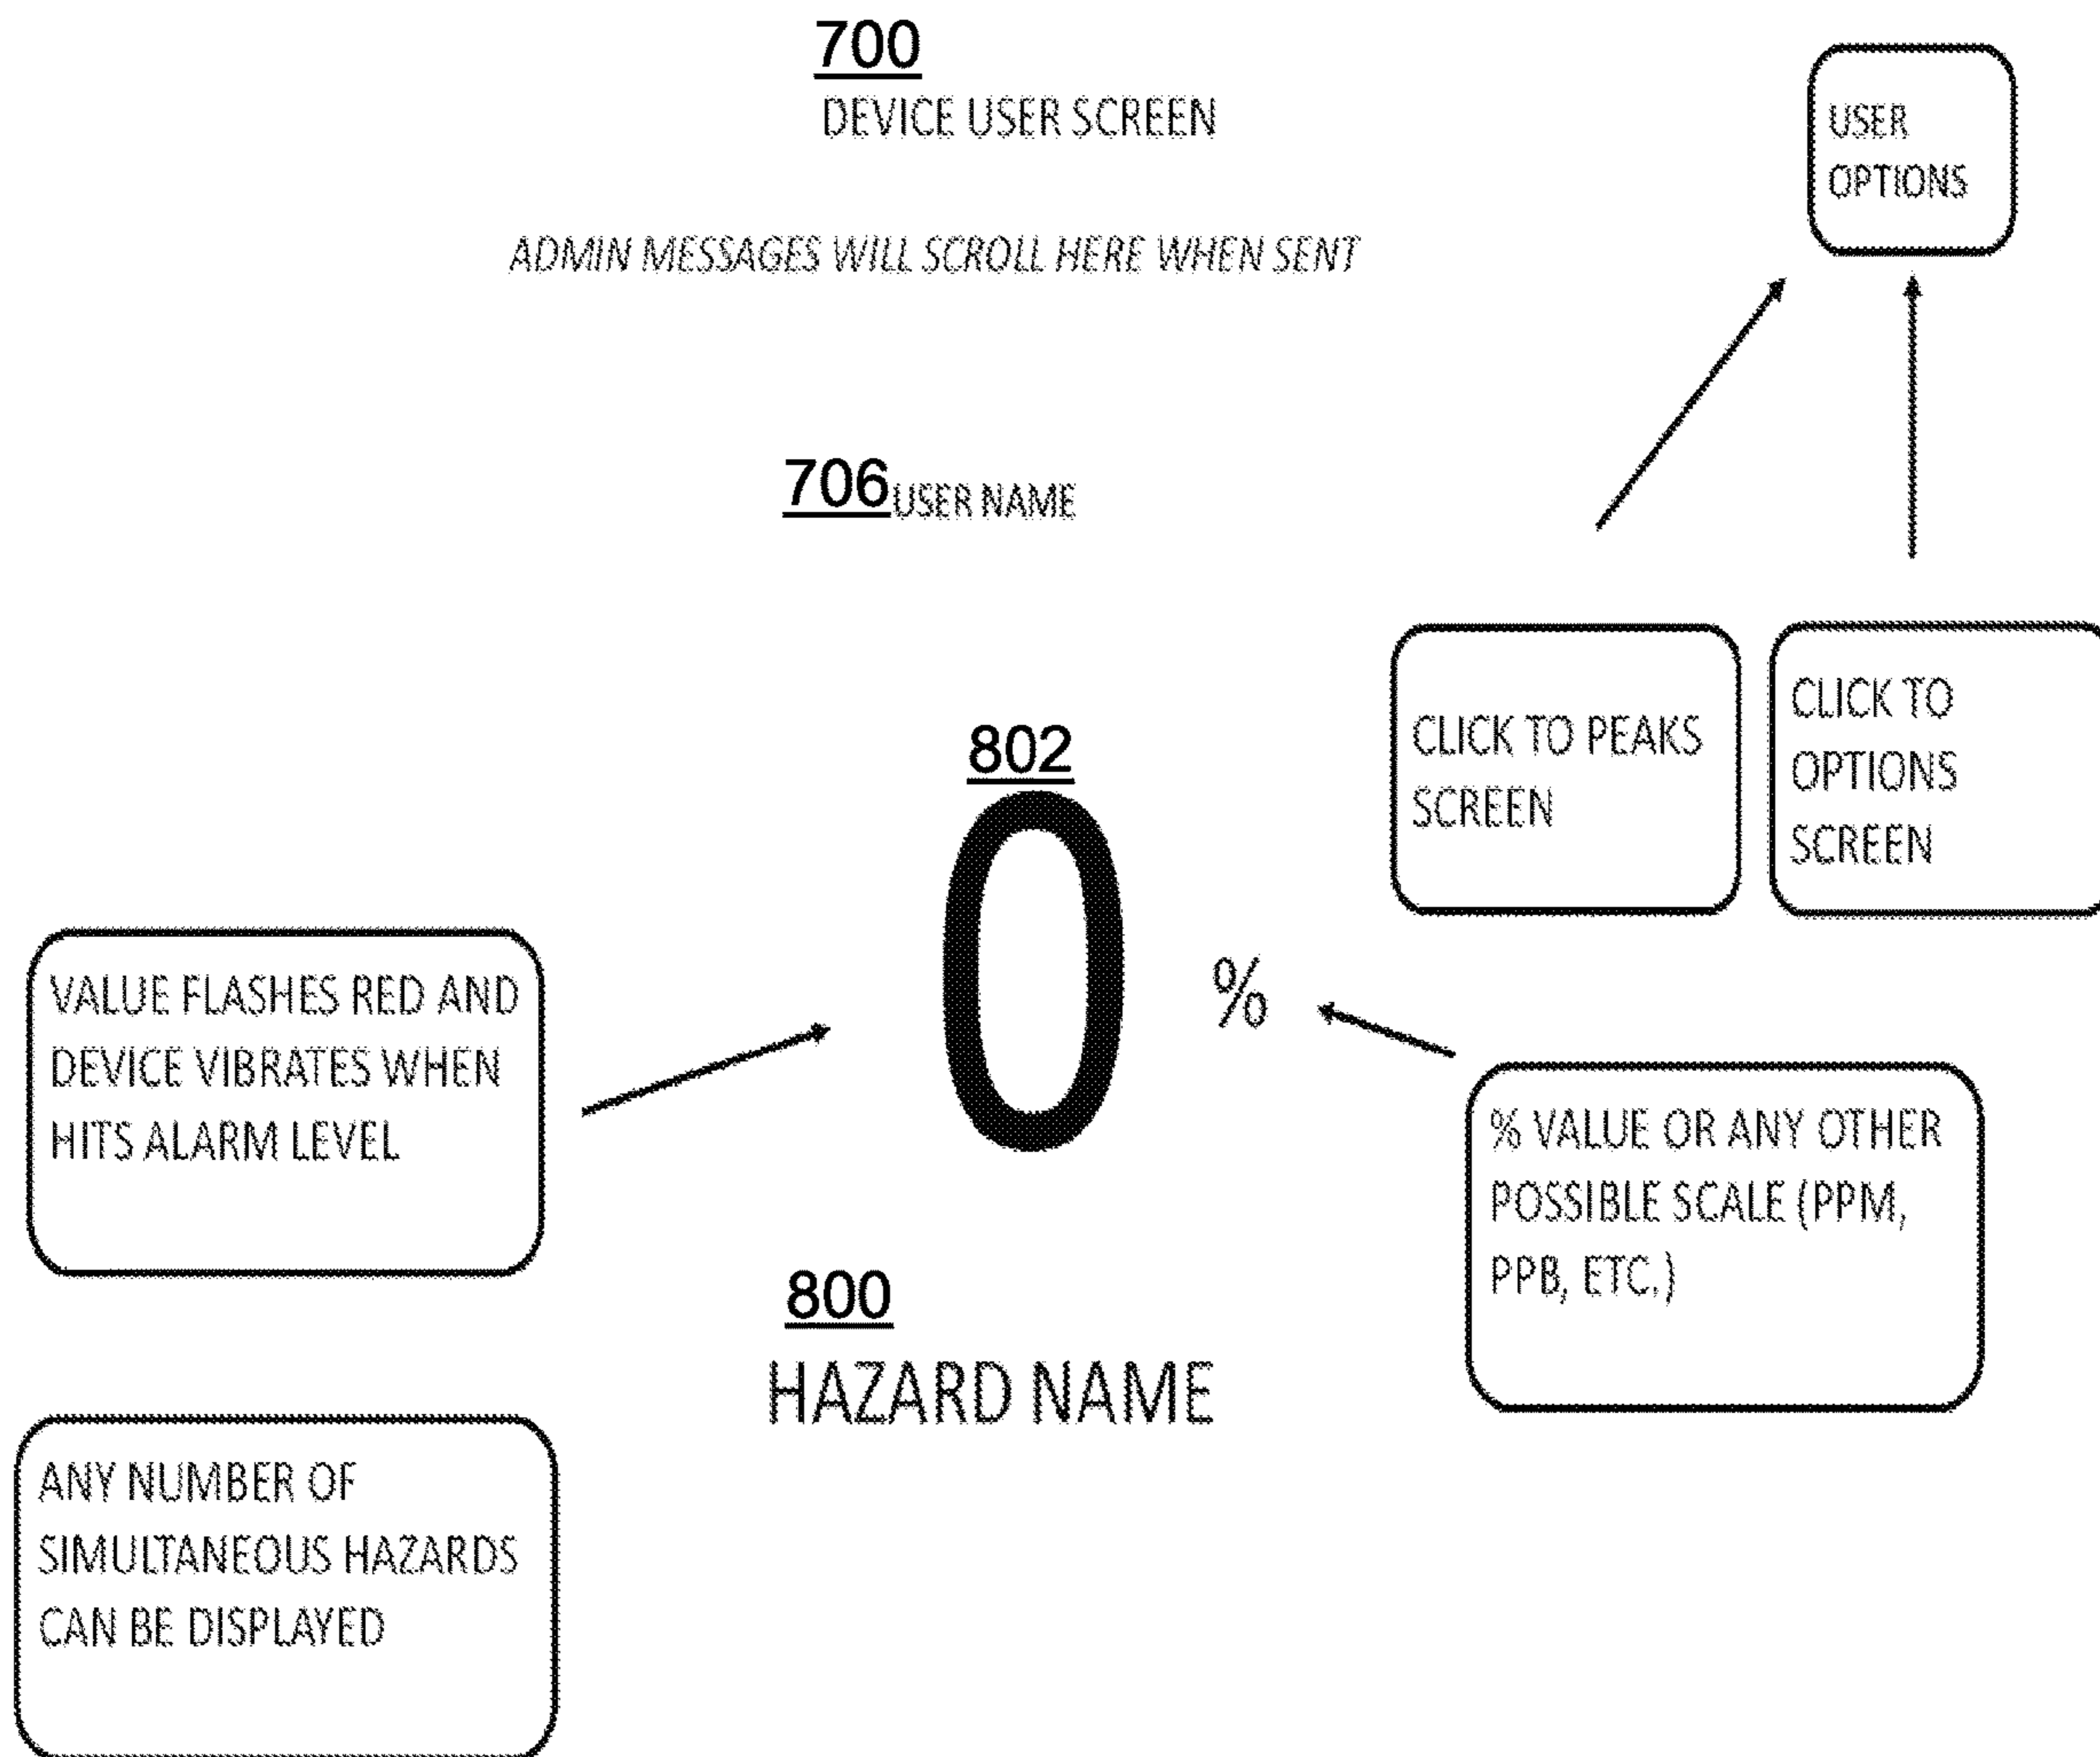 700
DEVICE USER SCREEN
USER
OPTIONS
ADMIN MESSAGES WILL SCROLL HERE WHEN SENT
706 USER NAME
CLICK TO PEAKS
SCREEN
CLICK TO
OPTIONS
SCREEN
802
0 %
VALUE FLASHES RED AND
DEVICE VIBRATES WHEN
HITS ALARM LEVEL
% VALUE OR ANY OTHER
POSSIBLE SCALE (PPM,
PPB, ETC.)
800
HAZARD NAME
ANY NUMBER OF
SIMULTANEOUS HAZARDS
CAN BE DISPLAYED